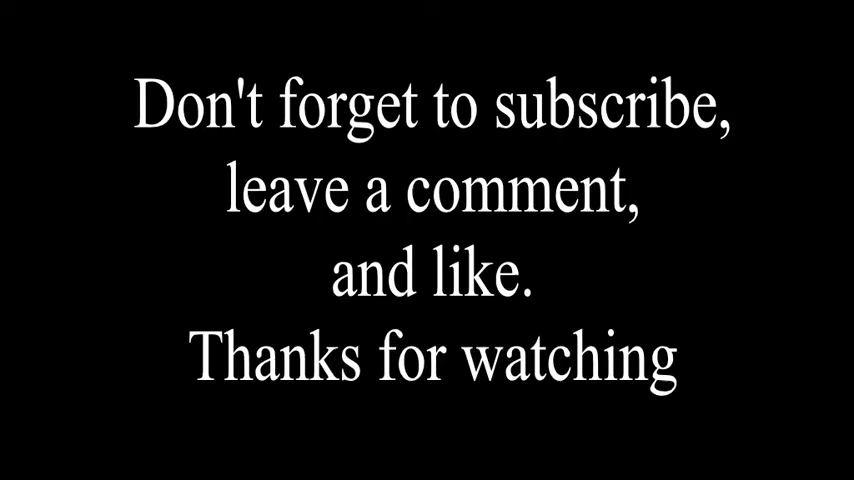 Don't forget to subscribe,
leave a comment,
and like.
Thanks for watching